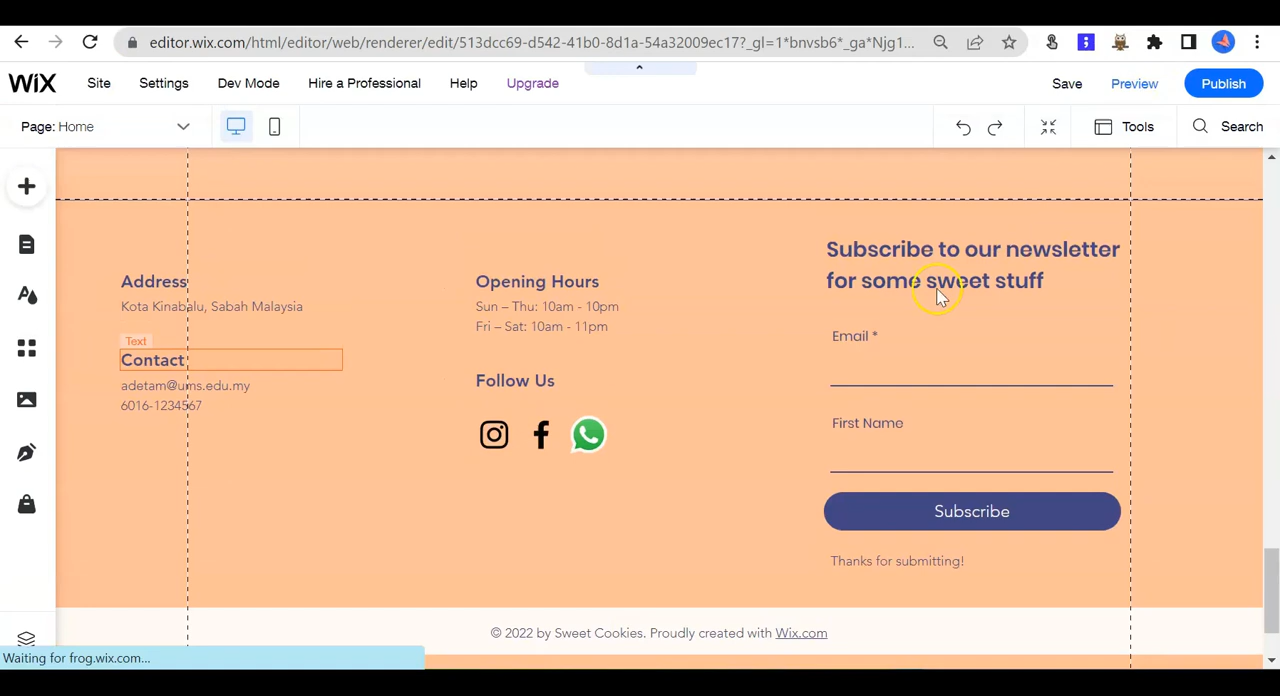 editor.wix.com/html/editor/web/renderer/edit/513dcc69-d542-41b0-8d1a-54a32009ec17?_gl=1*bnvsb6*_ga*Njg1...
WiX
Site
Settings
Dev Mode
Hire a Professional
Help
Upgrade
Save
Preview
Publish
Page: Home
Tools
Search
Address
Kota Kinabalu, Sabah Malaysia
Text
Contact
adetam@ums.edu.my
6016-1234567
Opening Hours
Sun – Thu: 10am - 10pm
Fri – Sat: 10am - 11pm
Follow Us
Subscribe to our newsletter
for some sweet stuff
Email *
First Name
Subscribe
Thanks for submitting!
© 2022 by Sweet Cookies. Proudly created with Wix.com
Waiting for frog.wix.com...